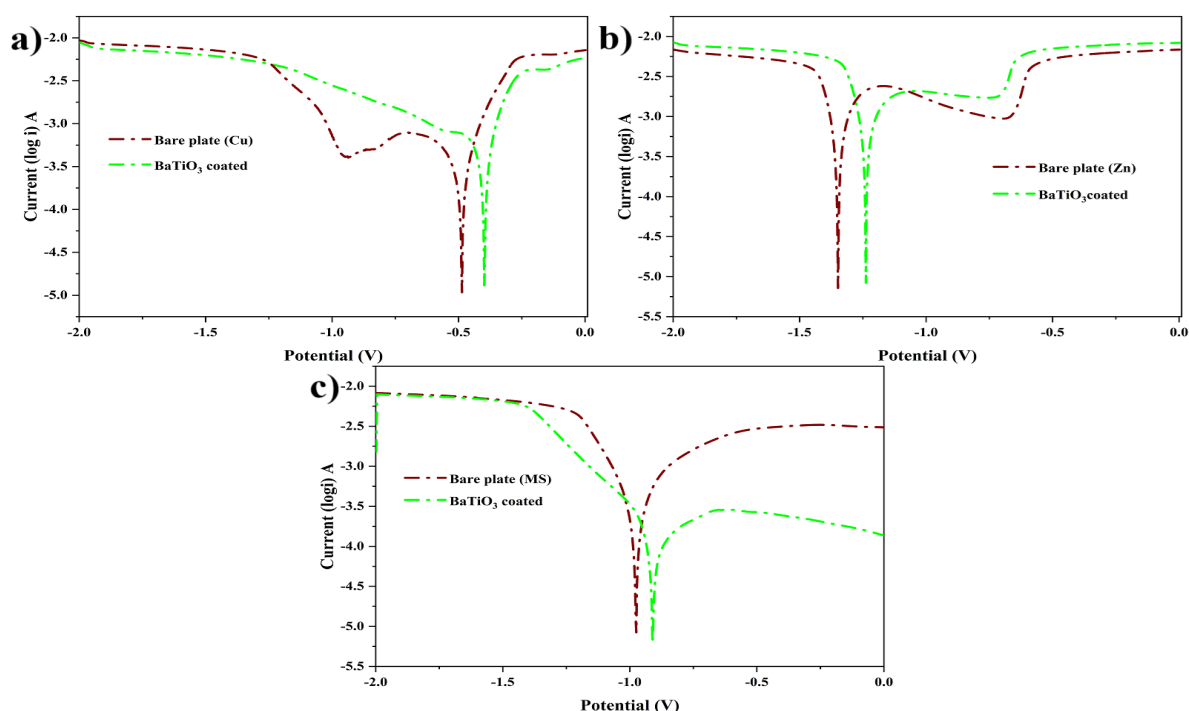 a)
Current (log i) A
-2.0
-2.5
-3.0
-3.5
-4.0
-4.5
-5.0
Bare plate (Cu)
BaTiO₃ coated
-2.0 -1.5 -1.0 -0.5 0.0
Potential (V)
b)
Current (log i) A
-2.0
-2.5
-3.0
-3.5
-4.0
-4.5
-5.0
-5.5
Bare plate (Zn)
BaTiO₃coated
-2.0 -1.5 -1.0 -0.5 0.0
Potential (V)
c)
Current (logi) A
-2.0
-2.5
-3.0
-3.5
-4.0
-4.5
-5.0
-5.5
Bare plate (MS)
BaTiO₃ coated
-2.0 -1.5 -1.0 -0.5 0.0
Potential (V)